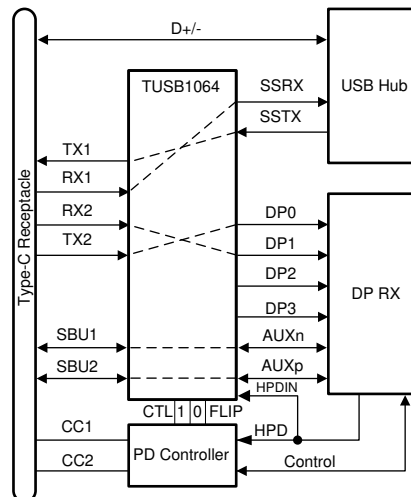 D+/-
TUSB1064
USB Hub
SSRX
SSTX
TX1
RX1
RX2
TX2
Type-C Receptacle
DP0
DP1
DP2
DP3
DP RX
SBU1
SBU2
AUXn
AUXp
HPDIN
CTL 1 0 FLIP
CC1
CC2
PD Controller
HPD
Control